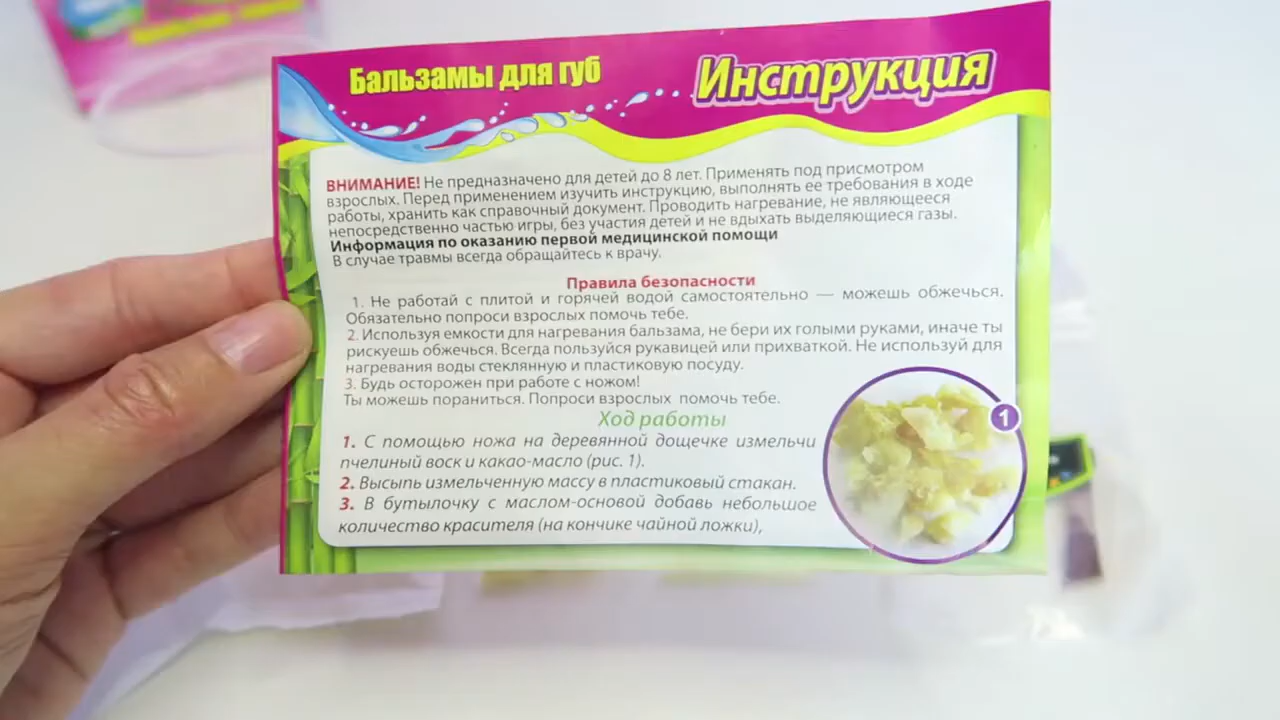 Бальзамы для губ
Инструкция
ВНИМАНИЕ! Не предназначено для детей до 8 лет. Применять под присмотром
взрослых. Перед применением изучить инструкцию, выполнять ее требования в ходе
работы, хранить как справочный документ. Проводить нагревание, не являющееся
непосредственно частью игры, без участия детей и не вдыхать выделяющиеся газы.
Информация по оказанию первой медицинской помощи
В случае травмы всегда обращайтесь к врачу.
Правила безопасности
1. Не работай с плитой и горячей водой самостоятельно — можешь обжечься.
Обязательно попроси взрослых помочь тебе.
2. Используя емкости для нагревания бальзама, не бери их голыми руками, иначе ты
рискуешь обжечься. Всегда пользуйся рукавицей или прихваткой. Не используй для
нагревания воды стеклянную и пластиковую посуду.
3. Будь осторожен при работе с ножом!
Ты можешь пораниться. Попроси взрослых помочь тебе.
Ход работы
1. С помощью ножа на деревянной дощечке измельчи
пчелиный воск и какао-масло (рис. 1).
2. Высыпь измельченную массу в пластиковый стакан.
3. В бутылочку с маслом-основой добавь небольшое
количество красителя (на кончике чайной ложки),
1